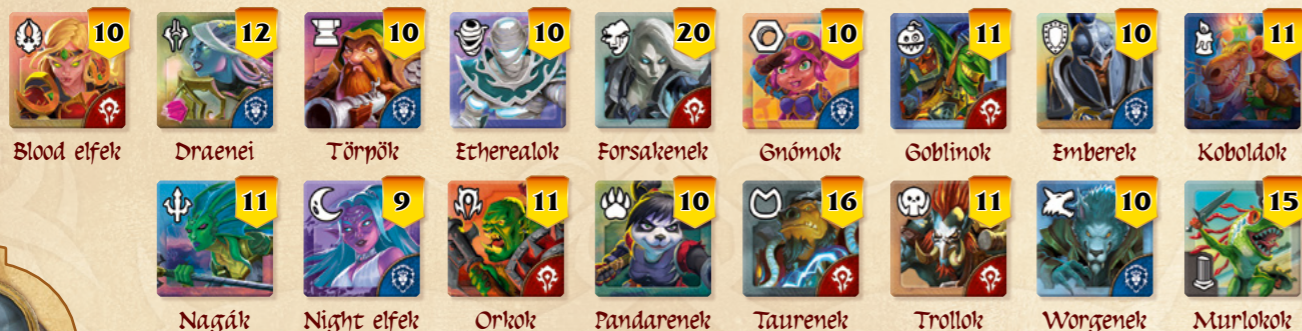 10 12 10 10 20 10 11 10 11
Blood elfek Draenei Törpök Etherealok Forsakenek Gnómok Goblinok Emberek Koboldok
11 9 11 10 16 11 10 15
Nagák Night elfek Orkok Pandarenek Taurenek Trollok Worgenek Murlokok